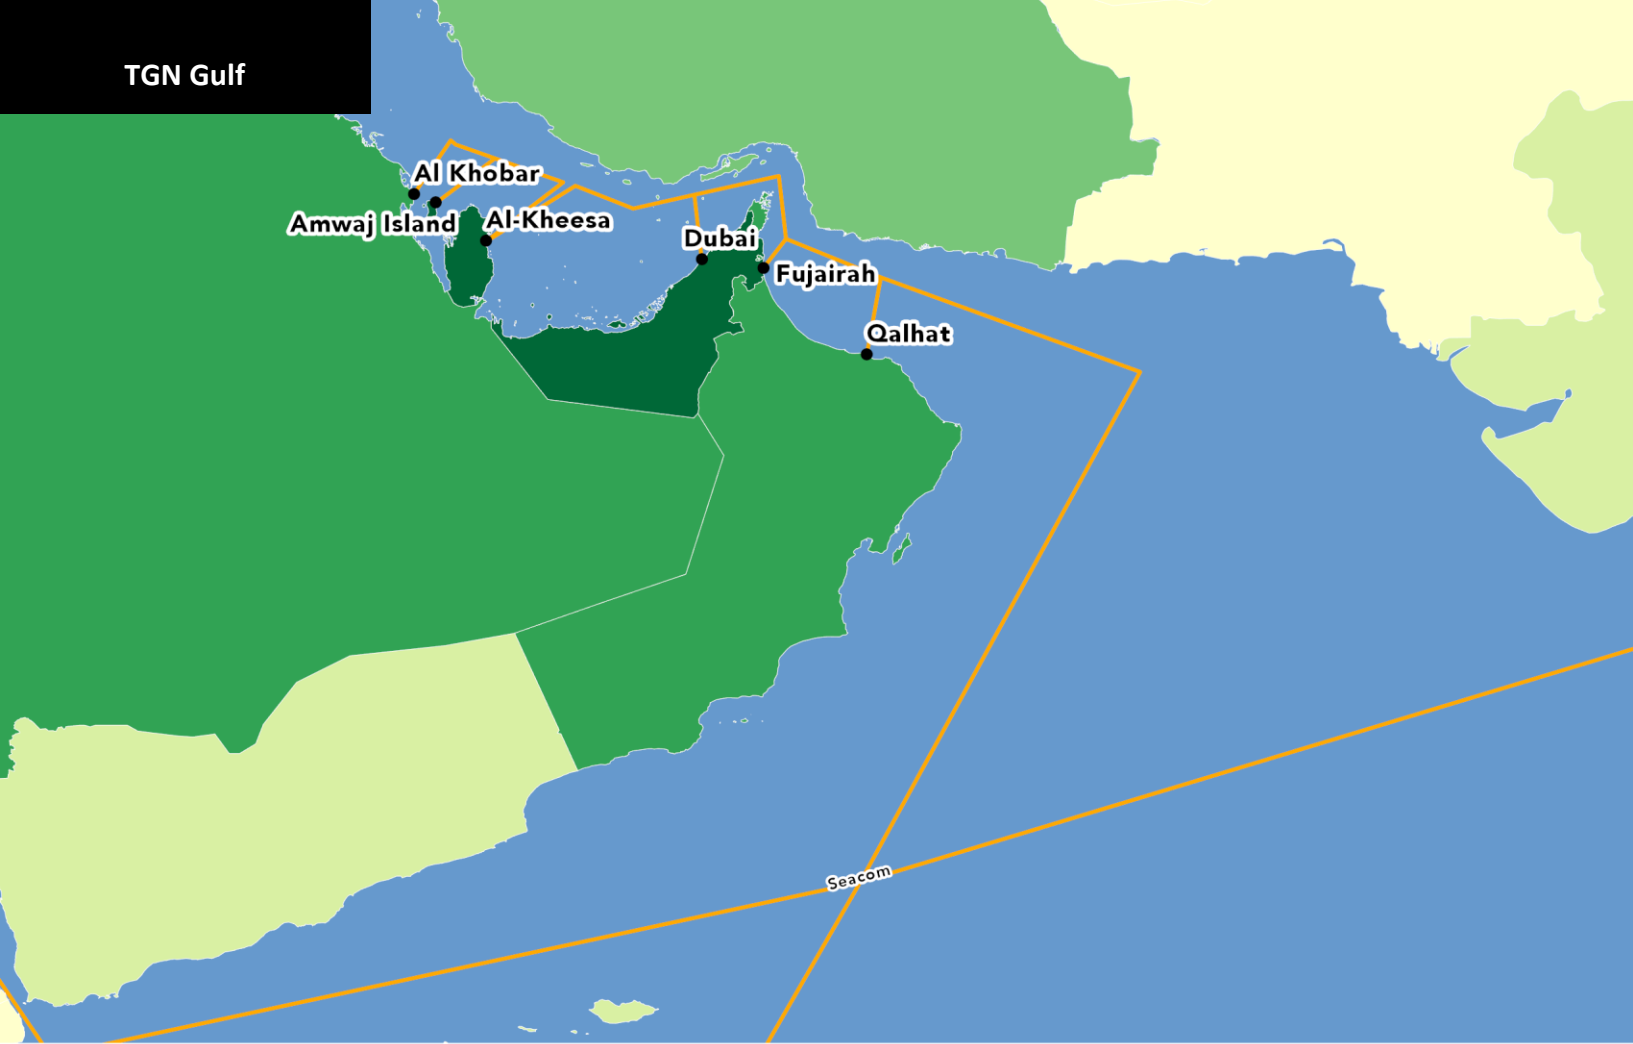 TGN Gulf
Al Khobar
Amwaj Island
Al-Kheesa
Dubai
Fujairah
Qalhat
Seacom